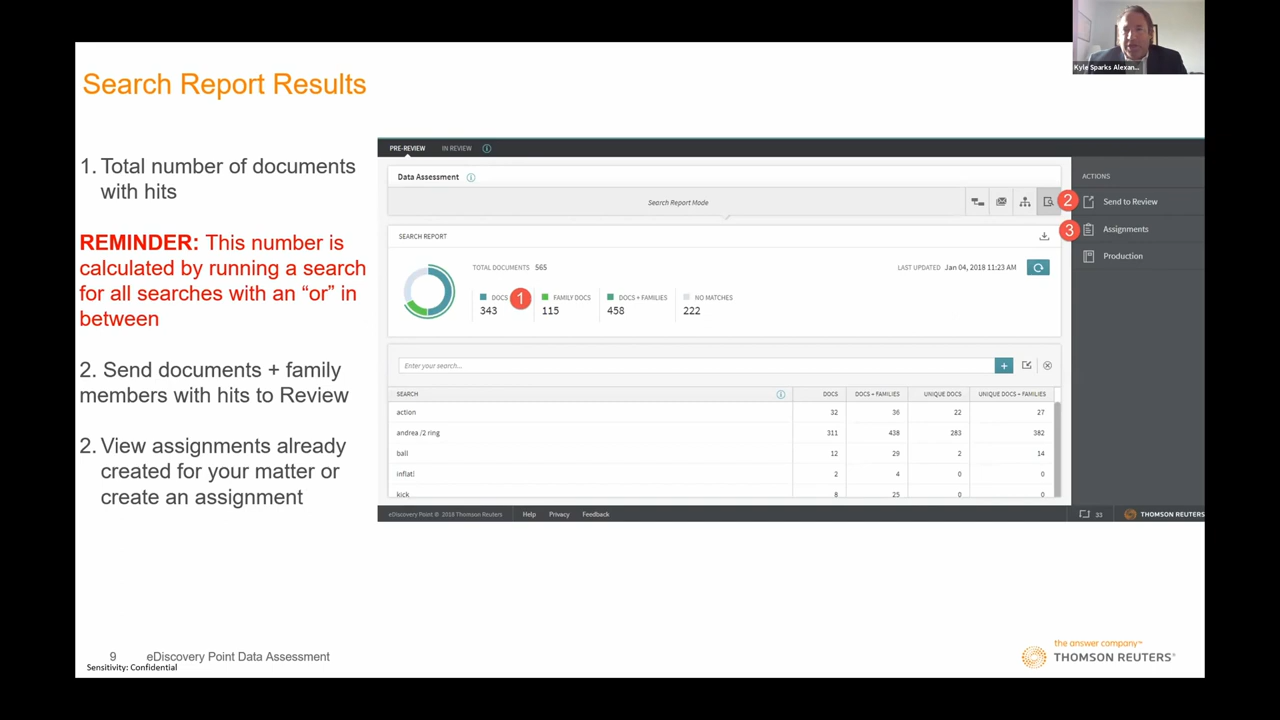 Kyle Sparks Alexan...
Search Report Results
1. Total number of documents
with hits
REMINDER: This number is
calculated by running a search
for all searches with an “or” in
between
2. Send documents + family
members with hits to Review
2. View assignments already
created for your matter or
create an assignment
PRE-REVIEW IN REVIEW
Data Assessment
Search Report Mode
SEARCH REPORT
TOTAL DOCUMENTS 565
LAST UPDATED Jan 04, 2018 11:23 AM
DOCS 1 FAMILY DOCS DOCS + FAMILIES NO MATCHES
343 115 458 222
Enter your search...
SEARCH DOCS DOCS + FAMILIES UNIQUE DOCS UNIQUE DOCS + FAMILIES
action 32 36 22 27
andrea /2 ring 311 438 283 382
ball 12 29 2 14
inflat! 2 4 0 0
kick 8 25 0 0
ACTIONS
2 Send to Review
3 Assignments
Production
eDiscovery Point © 2018 Thomson Reuters Help Privacy Feedback
33 THOMSON REUTERS
9 eDiscovery Point Data Assessment
Sensitivity: Confidential
the answer company™
THOMSON REUTERS®